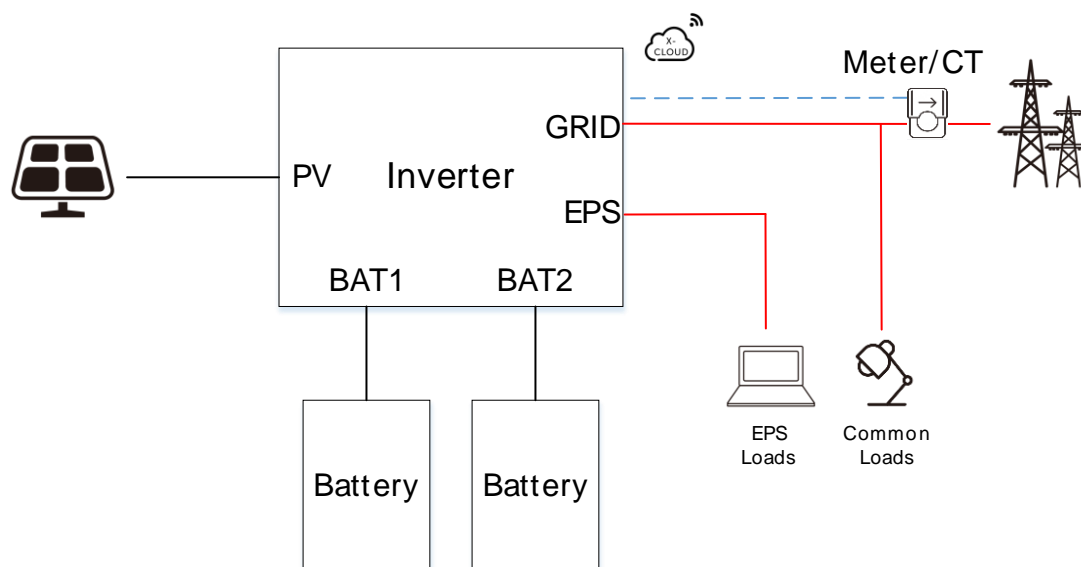 X-
CLOUD
Meter/CT
GRID
PV
Inverter
EPS
BAT1
BAT2
EPS
Loads
Common
Loads
Battery
Battery